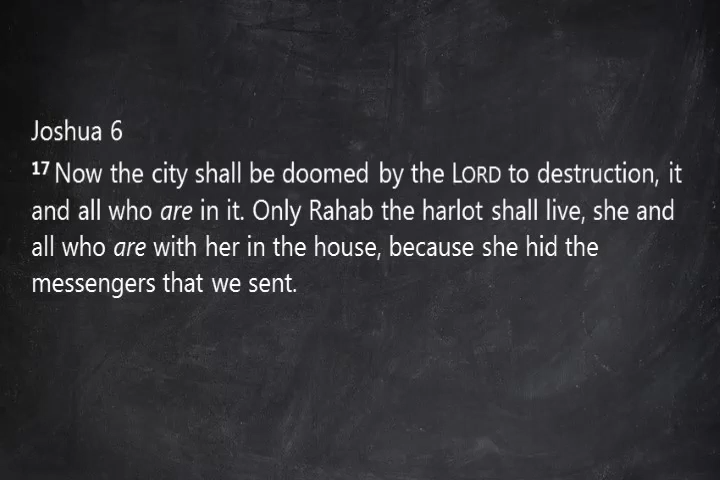 Joshua 6
17 Now the city shall be doomed by the LORD to destruction, it
and all who are in it. Only Rahab the harlot shall live, she and
all who are with her in the house, because she hid the
messengers that we sent.